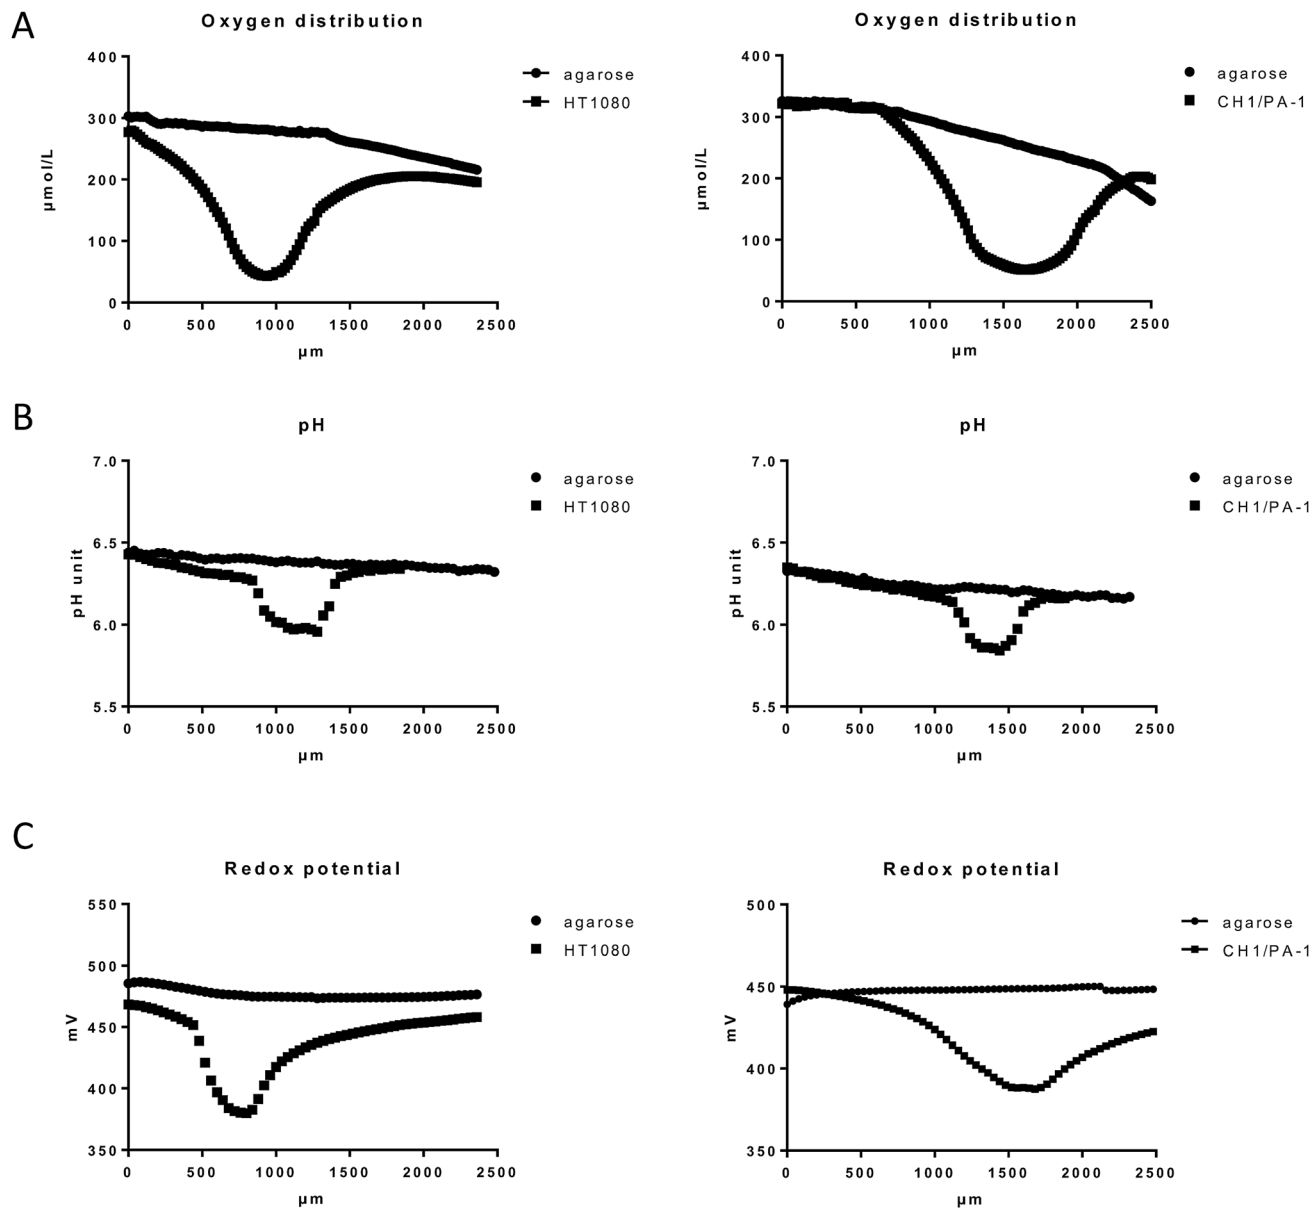 A
Oxygen distribution
400
300
200
100
0
µmol/L
0 500 1000 1500 2000 2500
µm
agarose
HT1080
Oxygen distribution
400
300
200
100
0
µmol/L
0 500 1000 1500 2000 2500
µm
agarose
CH1/PA-1
B
pH
7.0
6.5
6.0
5.5
pH unit
0 500 1000 1500 2000 2500
µm
agarose
HT1080
pH
7.0
6.5
6.0
5.5
pH unit
0 500 1000 1500 2000 2500
µm
agarose
CH1/PA-1
C
Redox potential
550
500
450
400
350
mV
0 500 1000 1500 2000 2500
µm
agarose
HT1080
Redox potential
500
450
400
350
mV
0 500 1000 1500 2000 2500
µm
agarose
CH1/PA-1